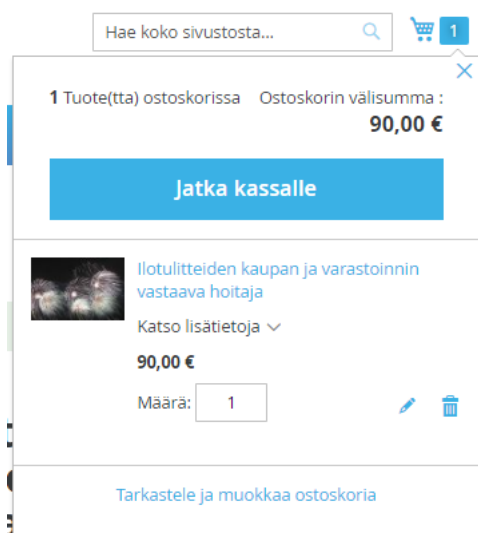 Hae koko sivustosta...
1
1 Tuote(tta) ostoskorissa Ostoskorin välisumma :
90,00 €
Jatka kassalle
Ilotulitteiden kaupan ja varastoinnin
vastaava hoitaja
Katso lisätietoja
90,00 €
Määrä: 1
Tarkastele ja muokkaa ostoskoria